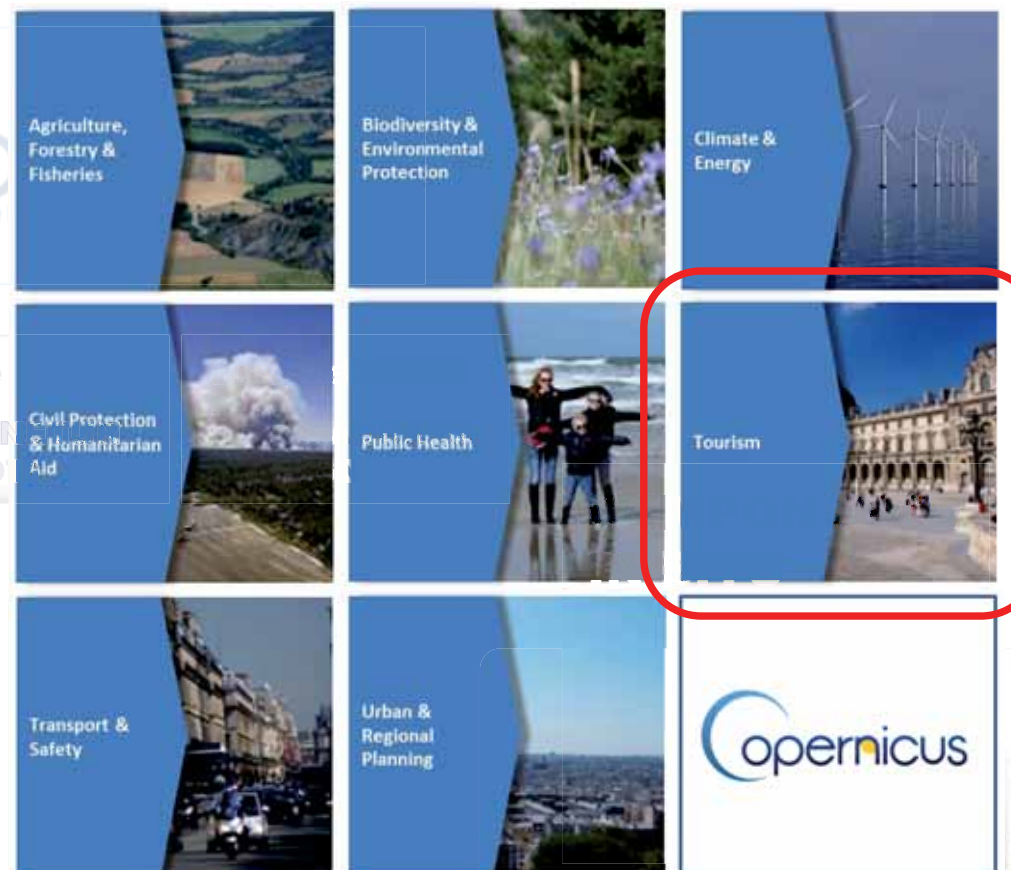 Agriculture,
Forestry &
Fisheries
Biodiversity &
Environmental
Protection
Climate &
Energy
Civil Protection
& Humanitarian
Aid
Public Health
Tourism
Transport &
Safety
Urban &
Regional
Planning
Copernicus